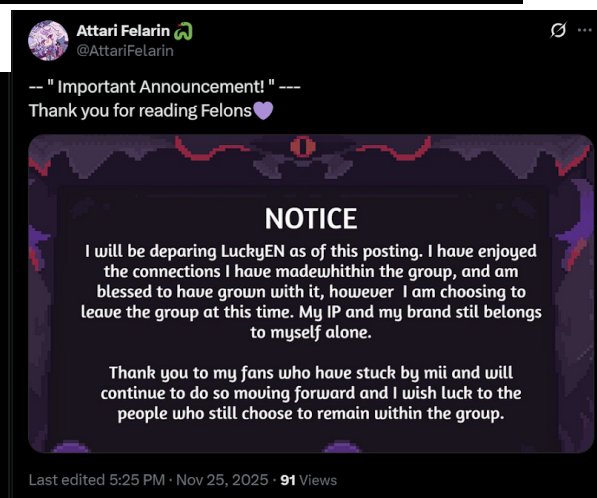 Attari Felarin
@AttariFelarin
-- " Important Announcement! " ---
Thank you for reading Felons💜
NOTICE
I will be deparing LuckyEN as of this posting. I have enjoyed
the connections I have madewhithin the group, and am
blessed to have grown with it, however I am choosing to
leave the group at this time. My IP and my brand stil belongs
to myself alone.
Thank you to my fans who have stuck by mii and will
continue to do so moving forward and I wish luck to the
people who still choose to remain within the group.
Last edited 5:25 PM · Nov 25, 2025 · 91 Views